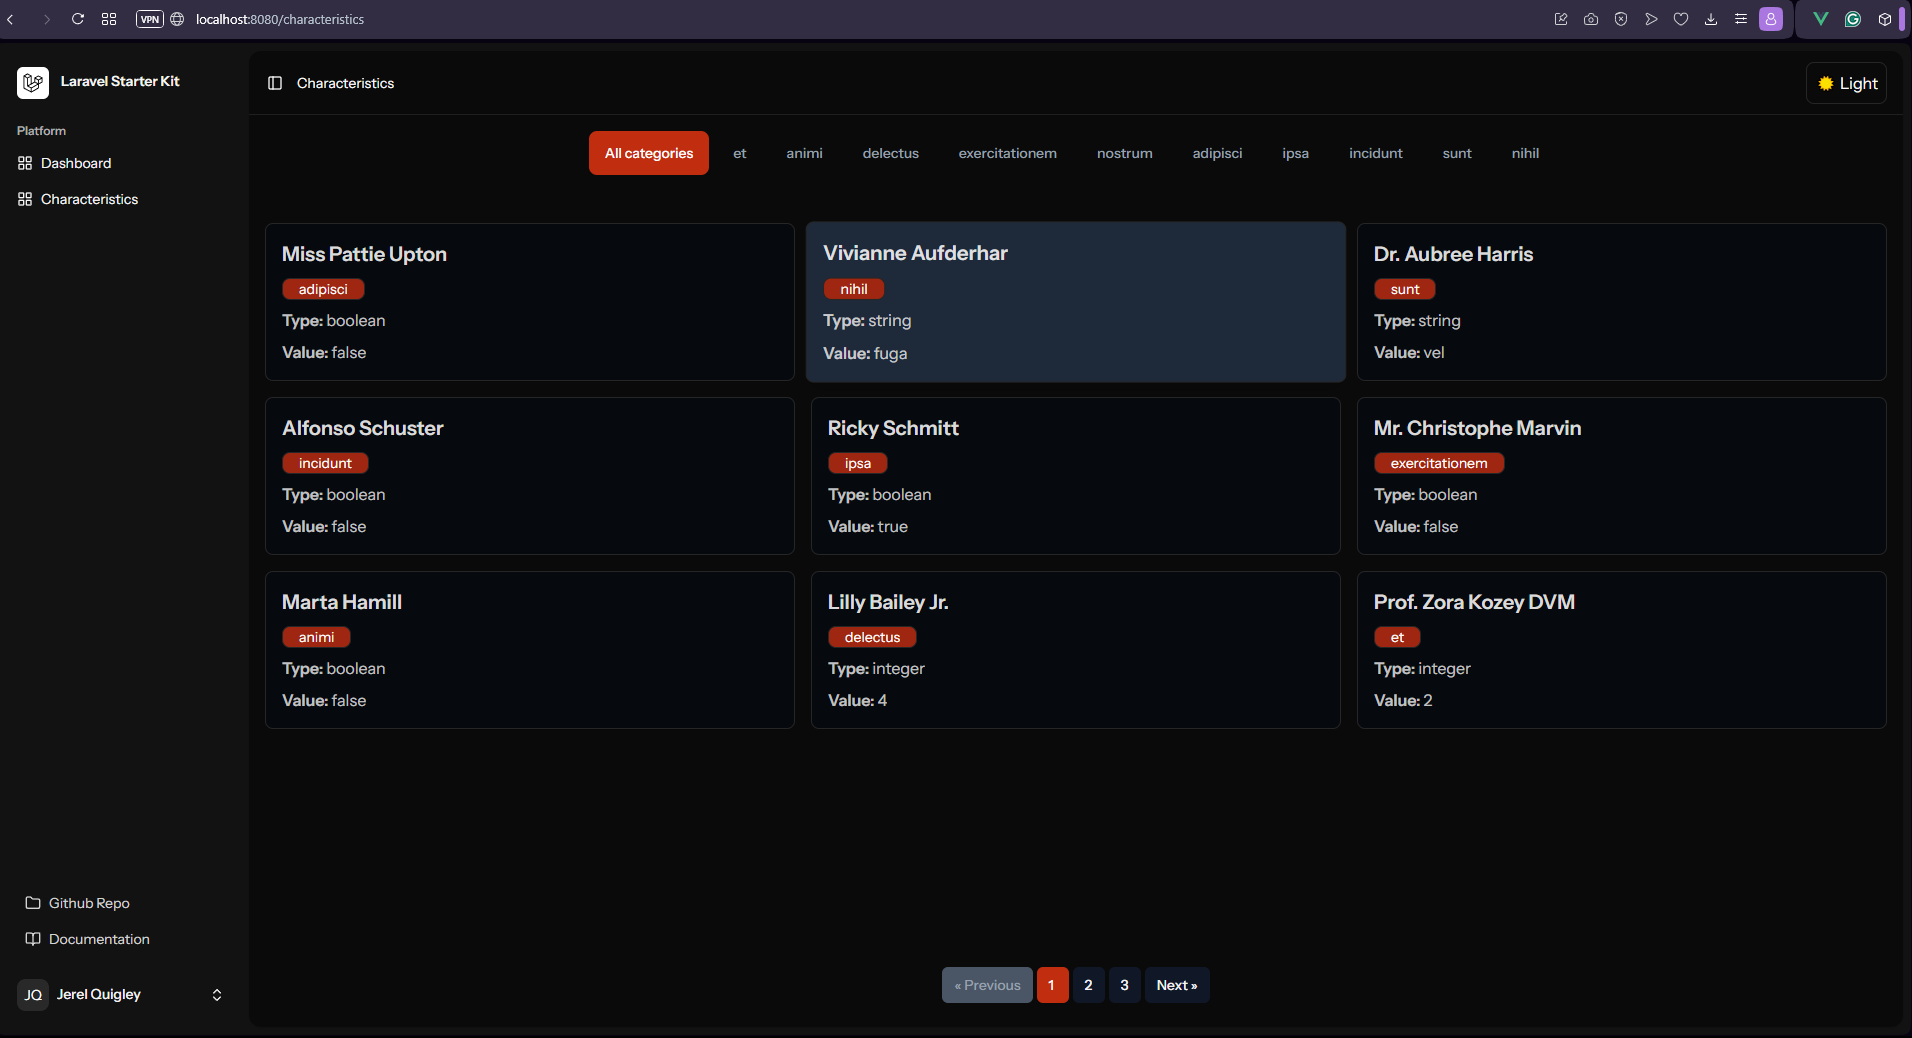 VPN localhost:8080/characteristics
Laravel Starter Kit
Platform
Dashboard
Characteristics
Github Repo
Documentation
JQ Jerel Quigley
Characteristics
Light
All categories et animi delectus exercitationem nostrum adipisci ipsa incidunt sunt nihil
Miss Pattie Upton
adipisci
Type: boolean
Value: false
Vivianne Aufderhar
nihil
Type: string
Value: fuga
Dr. Aubree Harris
sunt
Type: string
Value: vel
Alfonso Schuster
incidunt
Type: boolean
Value: false
Ricky Schmitt
ipsa
Type: boolean
Value: true
Mr. Christophe Marvin
exercitationem
Type: boolean
Value: false
Marta Hamill
animi
Type: boolean
Value: false
Lilly Bailey Jr.
delectus
Type: integer
Value: 4
Prof. Zora Kozey DVM
et
Type: integer
Value: 2
« Previous 1 2 3 Next »